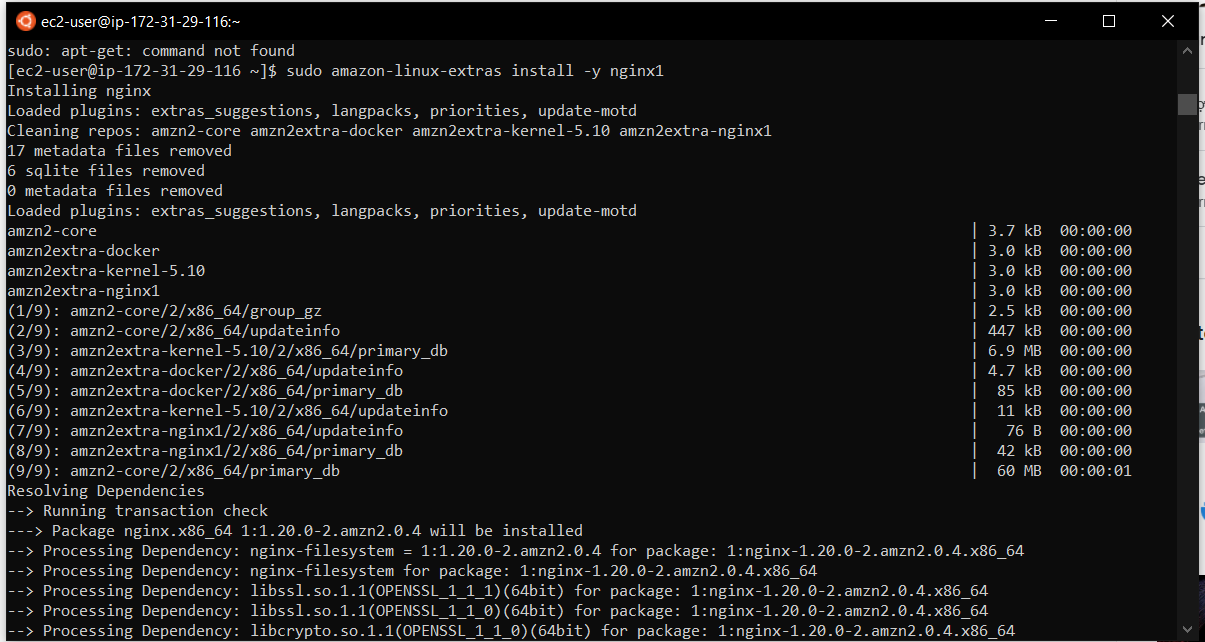 ec2-user@ip-172-31-29-116:~
sudo: apt-get: command not found
[ec2-user@ip-172-31-29-116 ~]$ sudo amazon-linux-extras install -y nginx1
Installing nginx
Loaded plugins: extras_suggestions, langpacks, priorities, update-motd
Cleaning repos: amzn2-core amzn2extra-docker amzn2extra-kernel-5.10 amzn2extra-nginx1
17 metadata files removed
6 sqlite files removed
0 metadata files removed
Loaded plugins: extras_suggestions, langpacks, priorities, update-motd
amzn2-core | 3.7 kB 00:00:00
amzn2extra-docker | 3.0 kB 00:00:00
amzn2extra-kernel-5.10 | 3.0 kB 00:00:00
amzn2extra-nginx1 | 3.0 kB 00:00:00
(1/9): amzn2-core/2/x86_64/group_gz | 2.5 kB 00:00:00
(2/9): amzn2-core/2/x86_64/updateinfo | 447 kB 00:00:00
(3/9): amzn2extra-kernel-5.10/2/x86_64/primary_db | 6.9 MB 00:00:00
(4/9): amzn2extra-docker/2/x86_64/updateinfo | 4.7 kB 00:00:00
(5/9): amzn2extra-docker/2/x86_64/primary_db | 85 kB 00:00:00
(6/9): amzn2extra-kernel-5.10/2/x86_64/updateinfo | 11 kB 00:00:00
(7/9): amzn2extra-nginx1/2/x86_64/updateinfo | 76 B 00:00:00
(8/9): amzn2extra-nginx1/2/x86_64/primary_db | 42 kB 00:00:00
(9/9): amzn2-core/2/x86_64/primary_db | 60 MB 00:00:01
Resolving Dependencies
--> Running transaction check
---> Package nginx.x86_64 1:1.20.0-2.amzn2.0.4 will be installed
--> Processing Dependency: nginx-filesystem = 1:1.20.0-2.amzn2.0.4 for package: 1:nginx-1.20.0-2.amzn2.0.4.x86_64
--> Processing Dependency: nginx-filesystem for package: 1:nginx-1.20.0-2.amzn2.0.4.x86_64
--> Processing Dependency: libssl.so.1.1(OPENSSL_1_1_1)(64bit) for package: 1:nginx-1.20.0-2.amzn2.0.4.x86_64
--> Processing Dependency: libssl.so.1.1(OPENSSL_1_1_0)(64bit) for package: 1:nginx-1.20.0-2.amzn2.0.4.x86_64
--> Processing Dependency: libcrypto.so.1.1(OPENSSL_1_1_0)(64bit) for package: 1:nginx-1.20.0-2.amzn2.0.4.x86_64